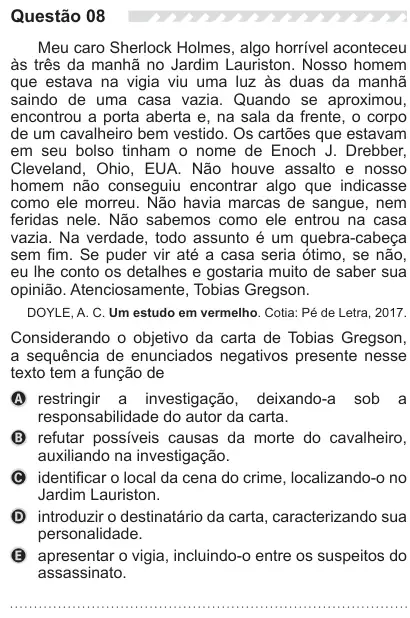 Questão 08
Meu caro Sherlock Holmes, algo horrível aconteceu
às três da manhã no Jardim Lauriston. Nosso homem
que estava na vigia viu uma luz às duas da manhã
saindo de uma casa vazia. Quando se aproximou,
encontrou a porta aberta e, na sala da frente, o corpo
de um cavalheiro bem vestido. Os cartões que estavam
em seu bolso tinham o nome de Enoch J. Drebber,
Cleveland, Ohio, EUA. Não houve assalto e nosso
homem não conseguiu encontrar algo que indicasse
como ele morreu. Não havia marcas de sangue, nem
feridas nele. Não sabemos como ele entrou na casa
vazia. Na verdade, todo assunto é um quebra-cabeça
sem fim. Se puder vir até a casa seria ótimo, se não,
eu lhe conto os detalhes e gostaria muito de saber sua
opinião. Atenciosamente, Tobias Gregson.
DOYLE, A. C. Um estudo em vermelho. Cotia: Pé de Letra, 2017.
Considerando o objetivo da carta de Tobias Gregson,
a sequência de enunciados negativos presente nesse
texto tem a função de
A restringir a investigação, deixando-a sob a
responsabilidade do autor da carta.
B refutar possíveis causas da morte do cavalheiro,
auxiliando na investigação.
C identificar o local da cena do crime, localizando-o no
Jardim Lauriston.
D introduzir o destinatário da carta, caracterizando sua
personalidade.
E apresentar o vigia, incluindo-o entre os suspeitos do
assassinato.